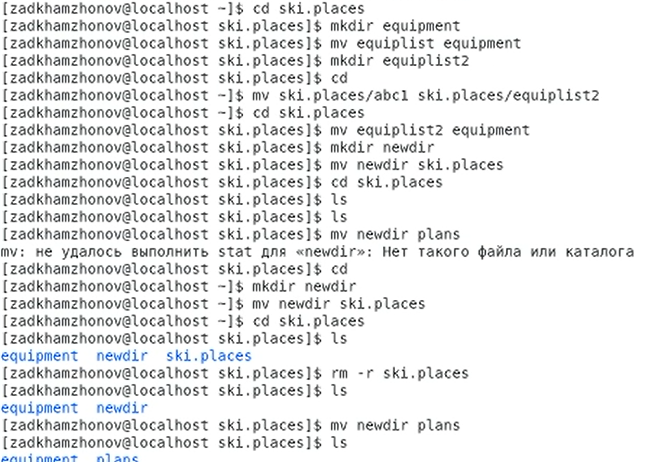 [zadkhamzhonov@localhost ~]$ cd ski.places
[zadkhamzhonov@localhost ski.places]$ mkdir equipment
[zadkhamzhonov@localhost ski.places]$ mv equiplist equipment
[zadkhamzhonov@localhost ski.places]$ mkdir equiplist2
[zadkhamzhonov@localhost ski.places]$ cd
[zadkhamzhonov@localhost ~]$ mv ski.places/abc1 ski.places/equiplist2
[zadkhamzhonov@localhost ~]$ cd ski.places
[zadkhamzhonov@localhost ski.places]$ mv equiplist2 equipment
[zadkhamzhonov@localhost ski.places]$ mkdir newdir
[zadkhamzhonov@localhost ski.places]$ mv newdir ski.places
[zadkhamzhonov@localhost ski.places]$ cd ski.places
[zadkhamzhonov@localhost ski.places]$ ls
[zadkhamzhonov@localhost ski.places]$ ls
[zadkhamzhonov@localhost ski.places]$ mv newdir plans
mv: не удалось выполнить stat для «newdir»: Нет такого файла или каталога
[zadkhamzhonov@localhost ski.places]$ cd
[zadkhamzhonov@localhost ~]$ mkdir newdir
[zadkhamzhonov@localhost ~]$ mv newdir ski.places
[zadkhamzhonov@localhost ~]$ cd ski.places
[zadkhamzhonov@localhost ski.places]$ ls
equipment newdir ski.places
[zadkhamzhonov@localhost ski.places]$ rm -r ski.places
[zadkhamzhonov@localhost ski.places]$ ls
equipment newdir
[zadkhamzhonov@localhost ski.places]$ mv newdir plans
[zadkhamzhonov@localhost ski.places]$ ls
equipment plans